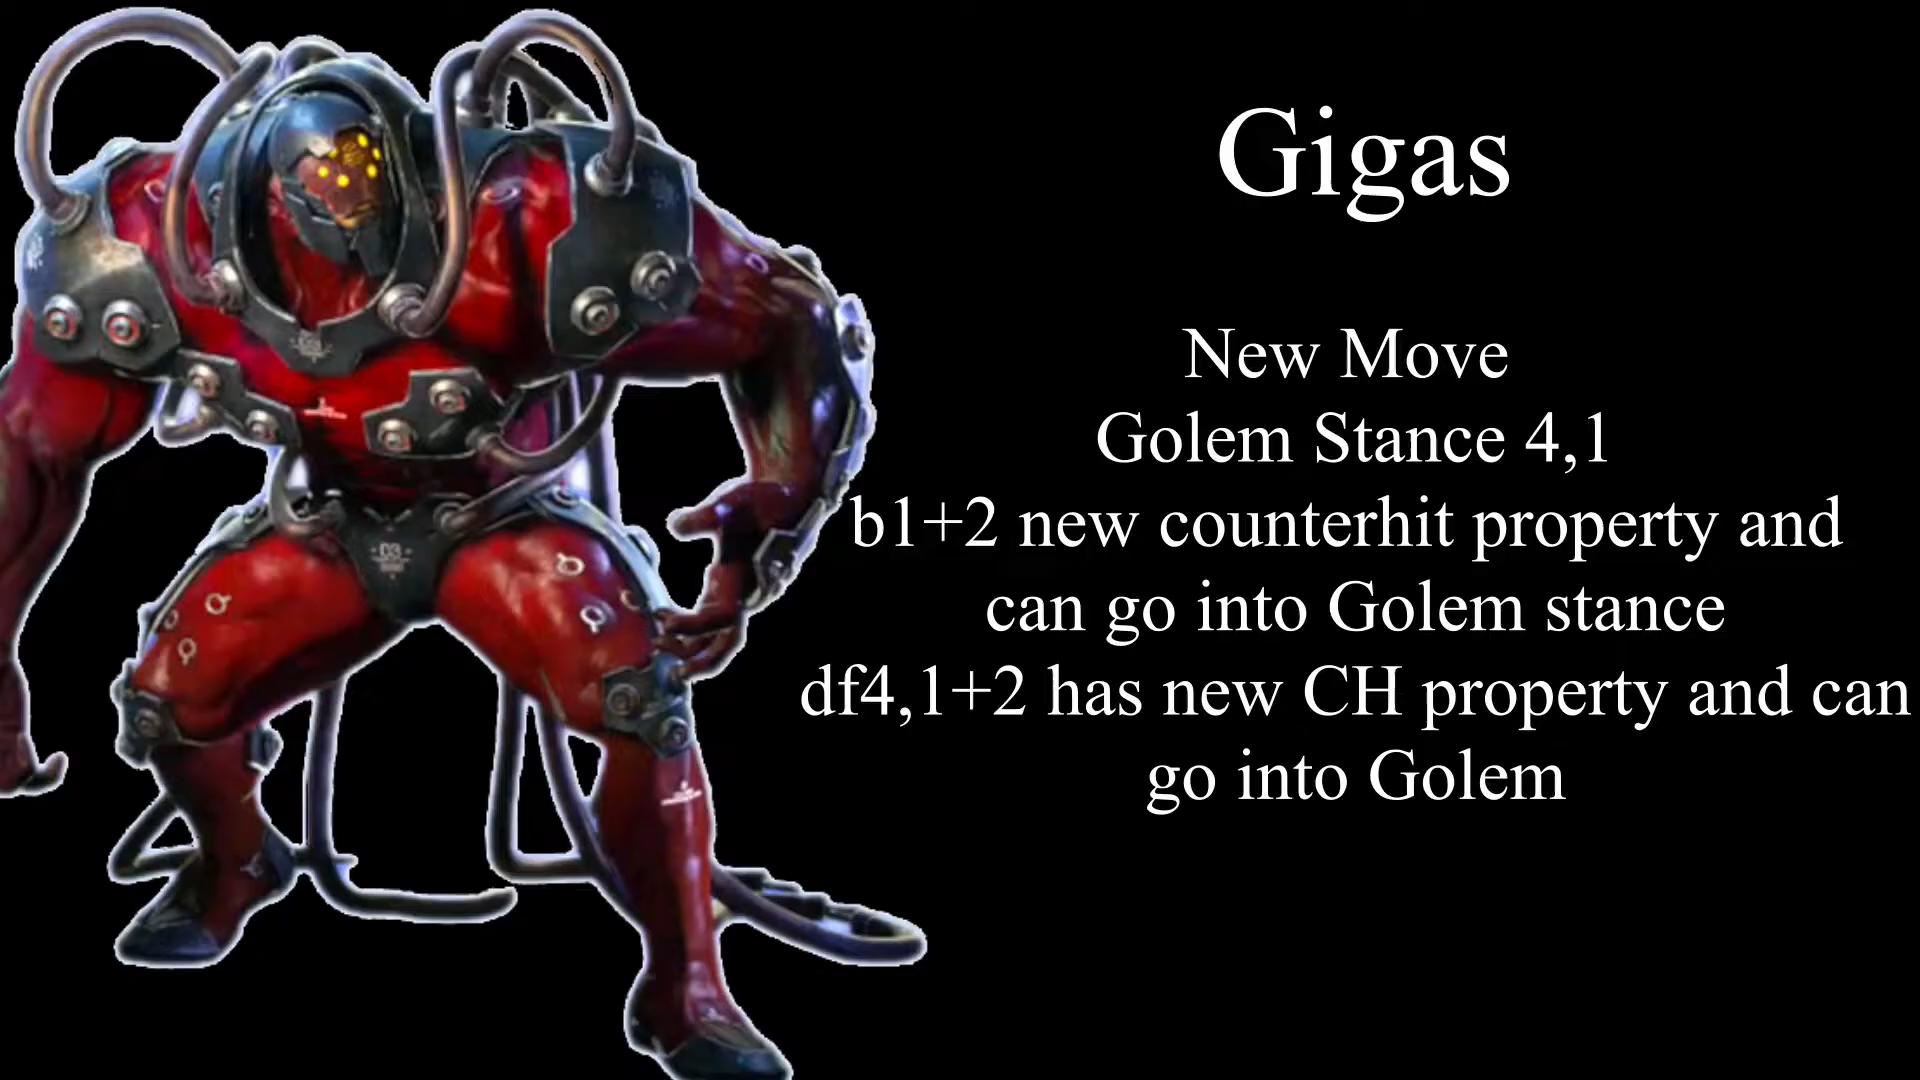 Gigas
New Move
Golem Stance 4,1
b1+2 new counterhit property and
can go into Golem stance
df4,1+2 has new CH property and can
go into Golem
03